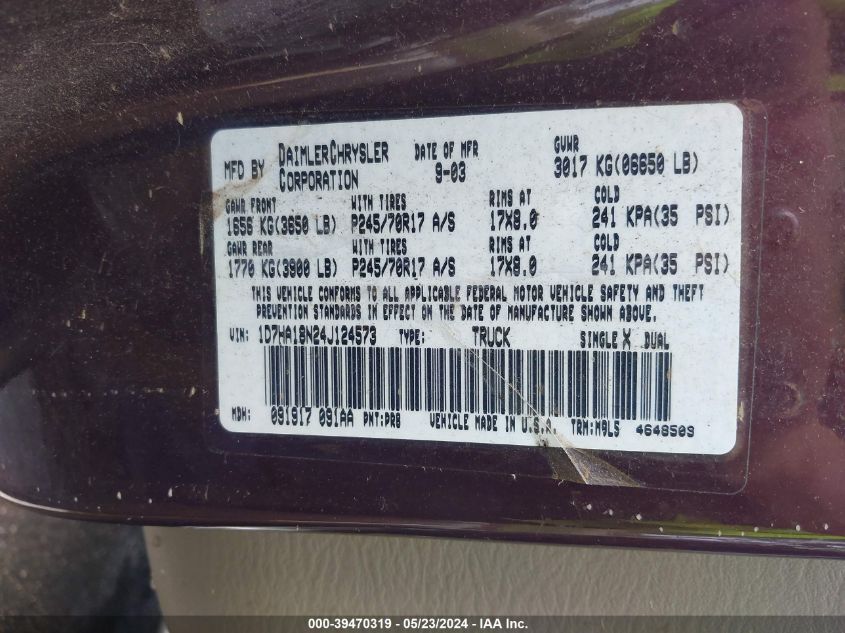 MFD BY DAIMLERCHRYSLER CORPORATION DATE OF MFR 9-03 GVWR 3017 KG(06650 LB)
GAWR FRONT WITH TIRES RIMS AT COLD
1656 KG(3650 LB) P245/70R17 A/S 17X8.0 241 KPA(35 PSI)
GAWR REAR WITH TIRES RIMS AT COLD
1770 KG(3900 LB) P245/70R17 A/S 17X8.0 241 KPA(35 PSI)
THIS VEHICLE CONFORMS TO ALL APPLICABLE FEDERAL MOTOR VEHICLE SAFETY AND THEFT
PREVENTION STANDARDS IN EFFECT ON THE DATE OF MANUFACTURE SHOWN ABOVE.
VIN: 1D7HA18N24J124573 TYPE: TRUCK SINGLE X DUAL
MDH: 091917 091AA PNT:PR8 VEHICLE MADE IN U.S.A. TRM:M9L5 4648509
000-39470319 - 05/23/2024 - IAA Inc.